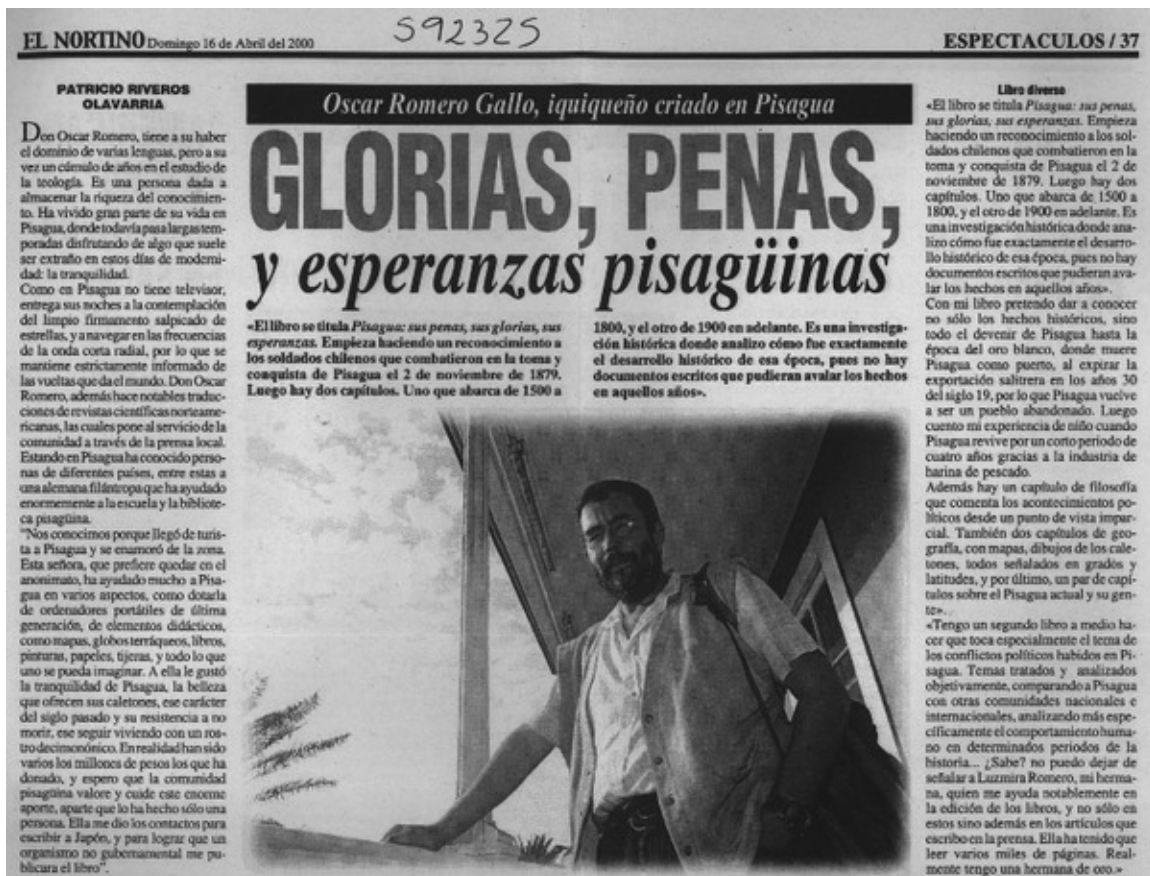 592325
EL NORTINO Domingo 16 de Abril del 2000
ESPECTACULOS / 37
PATRICIO RIVEROS
OLAVARRIA
Don Oscar Romero, tiene a su haber
el dominio de varias lenguas, pero a su
vez un cúmulo de años en el estudio de
la teología. Es una persona dada a
almacenar la riqueza del conocimien-
to. Ha vivido gran parte de su vida en
Pisagua, donde todavía pasa largas tem-
poradas disfrutando de algo que suele
ser extraño en estos días de moderni-
dad: la tranquilidad.
Como en Pisagua no tiene televisor,
entrega sus noches a la contemplación
del limpio firmamento salpicado de
estrellas, y a navegar en las frecuencias
de la onda corta radial, por lo que se
mantiene estrictamente informado de
las vueltas que da el mundo. Don Oscar
Romero, además hace notables traduc-
ciones de revistas científicas norteame-
ricanas, las cuales pone al servicio de la
comunidad a través de la prensa local.
Estando en Pisagua ha conocido perso-
nas de diferentes países, entre estas a
una alemana filántropa que ha ayudado
enormemente a la escuela y la bibliote-
ca pisagüina.
"Nos conocimos porque llegó de turis-
ta a Pisagua y se enamoró de la zona.
Esta señora, que prefiere quedar en el
anonimato, ha ayudado mucho a Pisa-
gua en varios aspectos, como dotarla
de ordenadores portátiles de última
generación, de elementos didácticos,
como mapas, globos terráqueos, libros,
pinturas, papeles, tijeras, y todo lo que
uno se pueda imaginar. A ella le gustó
la tranquilidad de Pisagua, la belleza
que ofrecen sus caletones, ese carácter
del siglo pasado y su resistencia a no
morir, ese seguir viviendo con un ros-
tro decimonónico. En realidad han sido
varios los millones de pesos los que ha
donado, y espero que la comunidad
pisagüina valore y cuide este enorme
aporte, aparte que lo ha hecho sólo una
persona. Ella me dio los contactos para
escribir a Japón, y para lograr que un
organismo no gubernamental me pu-
blicara el libro".
Oscar Romero Gallo, iquiqueño criado en Pisagua
GLORIAS, PENAS,
y esperanzas pisagüinas
«El libro se titula Pisagua: sus penas, sus glorias, sus
esperanzas. Empieza haciendo un reconocimiento a
los soldados chilenos que combatieron en la toma y
conquista de Pisagua el 2 de noviembre de 1879.
Luego hay dos capítulos. Uno que abarca de 1500 a
1800, y el otro de 1900 en adelante. Es una investiga-
ción histórica donde analizo cómo fue exactamente
el desarrollo histórico de esa época, pues no hay
documentos escritos que pudieran avalar los hechos
en aquellos años».
Libro diverso
«El libro se titula Pisagua: sus penas,
sus glorias, sus esperanzas. Empieza
haciendo un reconocimiento a los sol-
dados chilenos que combatieron en la
toma y conquista de Pisagua el 2 de
noviembre de 1879. Luego hay dos
capítulos. Uno que abarca de 1500 a
1800, y el otro de 1900 en adelante. Es
una investigación histórica donde ana-
lizo cómo fue exactamente el desarro-
llo histórico de esa época, pues no hay
documentos escritos que pudieran ava-
lar los hechos en aquellos años».
Con mi libro pretendo dar a conocer
no sólo los hechos históricos, sino
todo el devenir de Pisagua hasta la
época del oro blanco, donde muere
Pisagua como puerto, al expirar la
exportación salitrera en los años 30
del siglo 19, por lo que Pisagua vuelve
a ser un pueblo abandonado. Luego
cuento mi experiencia de niño cuando
Pisagua revive por un corto periodo de
cuatro años gracias a la industria de
harina de pescado.
Además hay un capítulo de filosofía
que comenta los acontecimientos po-
líticos desde un punto de vista impar-
cial. También dos capítulos de geo-
grafía, con mapas, dibujos de los cale-
tones, todos señalados en grados y
latitudes, y por último, un par de capí-
tulos sobre el Pisagua actual y su gen-
te».
«Tengo un segundo libro a medio ha-
cer que toca especialmente el tema de
los conflictos políticos habidos en Pi-
sagua. Temas tratados y analizados
objetivamente, comparando a Pisagua
con otras comunidades nacionales e
internacionales, analizando más espe-
cíficamente el comportamiento huma-
no en determinados periodos de la
historia... ¿Sabe? no puedo dejar de
señalar a Luzmira Romero, mi herma-
na, quien me ayuda notablemente en
la edición de los libros, y no sólo en
estos sino además en los artículos que
escribo en la prensa. Ella ha tenido que
leer varios miles de páginas. Real-
mente tengo una hermana de oro.»